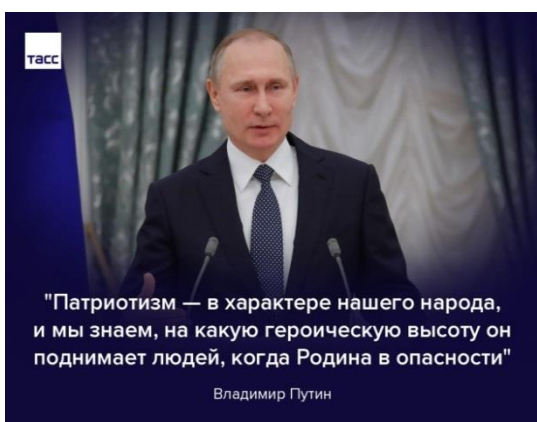 ТАСС
"Патриотизм — в характере нашего народа,
и мы знаем, на какую героическую высоту он
поднимает людей, когда Родина в опасности"
Владимир Путин